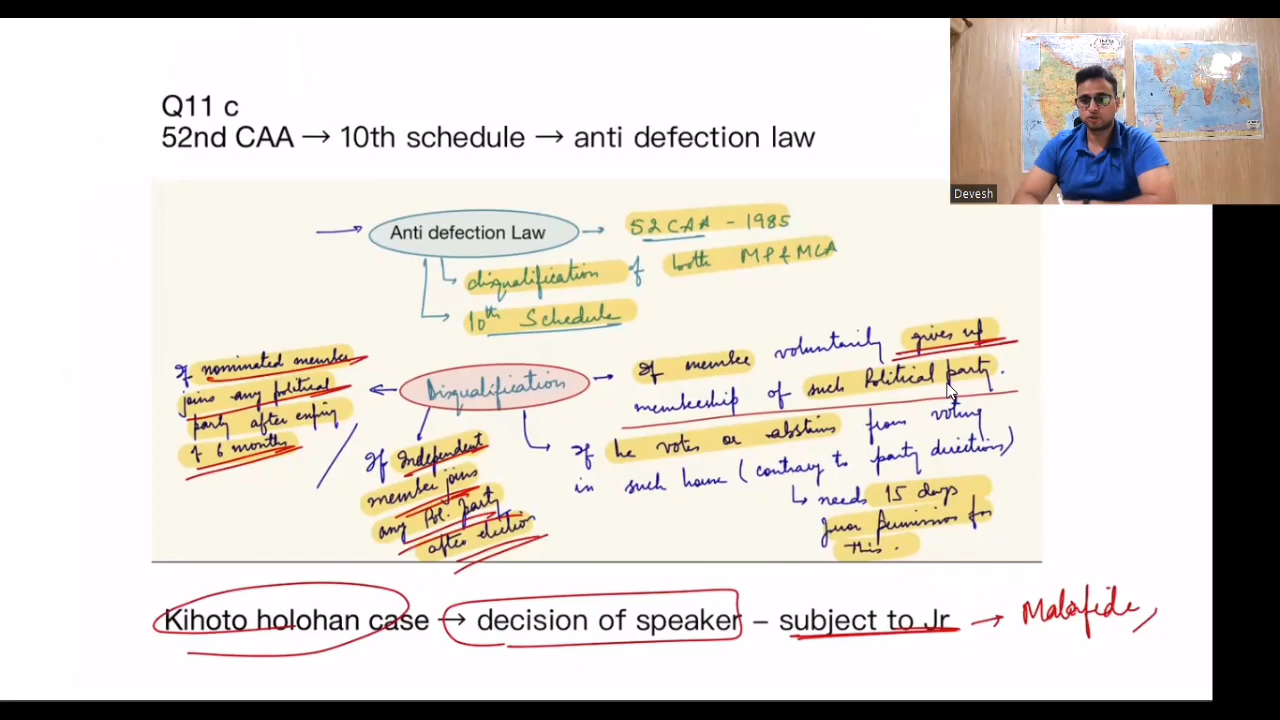 Q11 c
52nd CAA → 10th schedule → anti defection law
Devesh
Anti defection Law → 52 CAA - 1985
disqualification of both MP & MLA
10th Schedule
Disqualification
→ If member voluntarily gives up
membership of such Political party.
If he votes or abstains from voting
in such house (contrary to party directions)
↳ needs 15 days
permission for
this.
If Independent
member joins
any Pol. party
after election
If nominated member
joins any political
party after
of 6 months
Kihoto holohan case → decision of speaker – subject to Jr → Malafide,